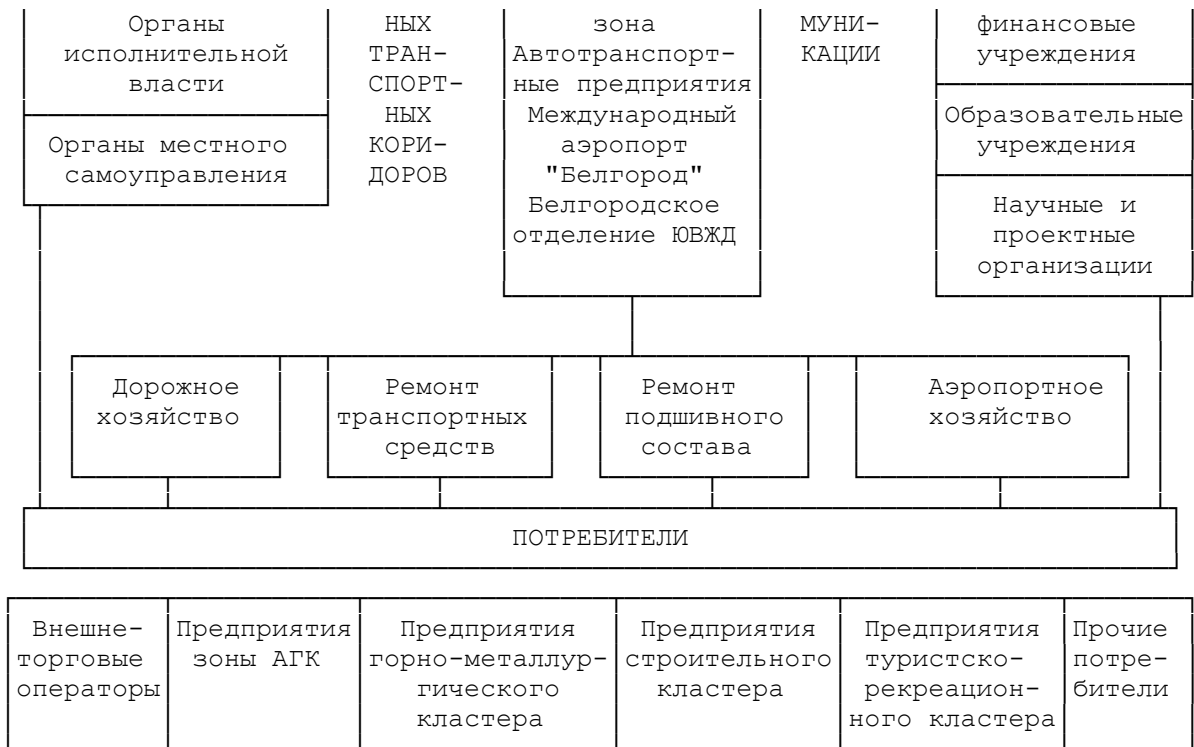 Органы
исполнительной
власти
Органы местного
самоуправления
НЫХ
ТРАН-
СПОРТ-
НЫХ
КОРИ-
ДОРОВ
зона
Автотранспорт-
ные предприятия
Международный
аэропорт
"Белгород"
Белгородское
отделение ЮВЖД
МУНИ-
КАЦИИ
финансовые
учреждения
Образовательные
учреждения
Научные и
проектные
организации
Дорожное
хозяйство
Ремонт
транспортных
средств
Ремонт
подшивного
состава
Аэропортное
хозяйство
ПОТРЕБИТЕЛИ
Внешне-
торговые
операторы
Предприятия
зоны АГК
Предприятия
горно-металлур-
гического
кластера
Предприятия
строительного
кластера
Предприятия
туристско-
рекреацион-
ного кластера
Прочие
потре-
бители